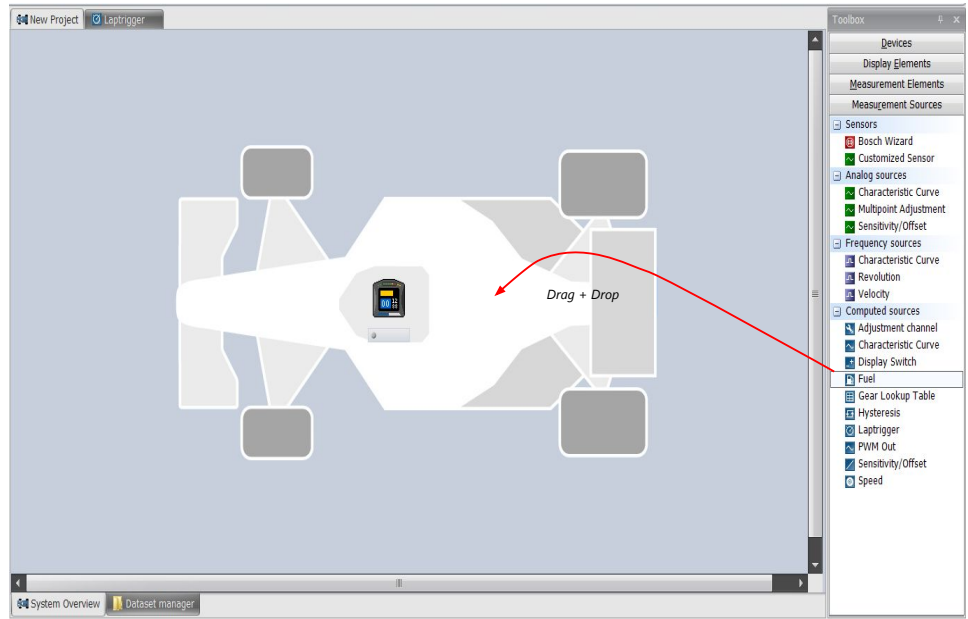 New Project
Laptrigger
Toolbox
Devices
Display Elements
Measurement Elements
Measurement Sources
Sensors
Bosch Wizard
Customized Sensor
Analog sources
Characteristic Curve
Multipoint Adjustment
Sensitivity/Offset
Frequency sources
Characteristic Curve
Revolution
Velocity
Computed sources
Adjustment channel
Characteristic Curve
Display Switch
Fuel
Gear Lookup Table
Hysteresis
Laptrigger
PWM Out
Sensitivity/Offset
Speed
Drag + Drop
System Overview
Dataset manager